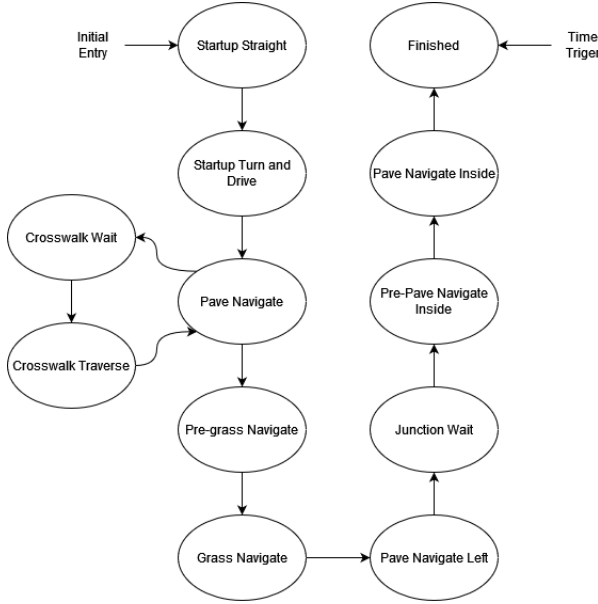 Initial
Entry
Startup Straight
Finished
Time
Triger
Startup Turn and
Drive
Pave Navigate Inside
Crosswalk Wait
Pave Navigate
Pre-Pave Navigate
Inside
Crosswalk Traverse
Pre-grass Navigate
Junction Wait
Grass Navigate
Pave Navigate Left